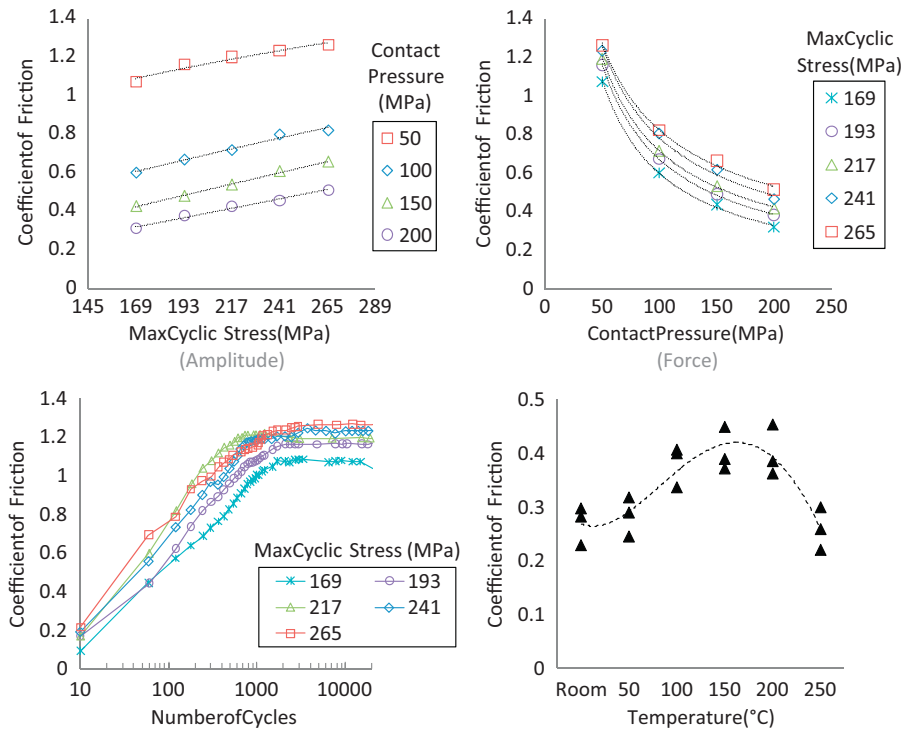 1.4
1.2
1
0.8
0.6
0.4
0.2
0
145 169 193 217 241 265 289
Coefficientof Friction
MaxCyclic Stress(MPa)
(Amplitude)
Contact
Pressure
(MPa)
50
100
150
200
1.4
1.2
1
0.8
0.6
0.4
0.2
0
0 50 100 150 200 250
Coefficientof Friction
ContactPressure(MPa)
(Force)
MaxCyclic
Stress(MPa)
169
193
217
241
265
1.4
1.2
1
0.8
0.6
0.4
0.2
0
10 100 1000 10000
Coefficientof Friction
NumberofCycles
MaxCyclic Stress (MPa)
169 193
217 241
265
0.5
0.4
0.3
0.2
0.1
0
Room 50 100 150 200 250
Coefficientof Friction
Temperature(°C)